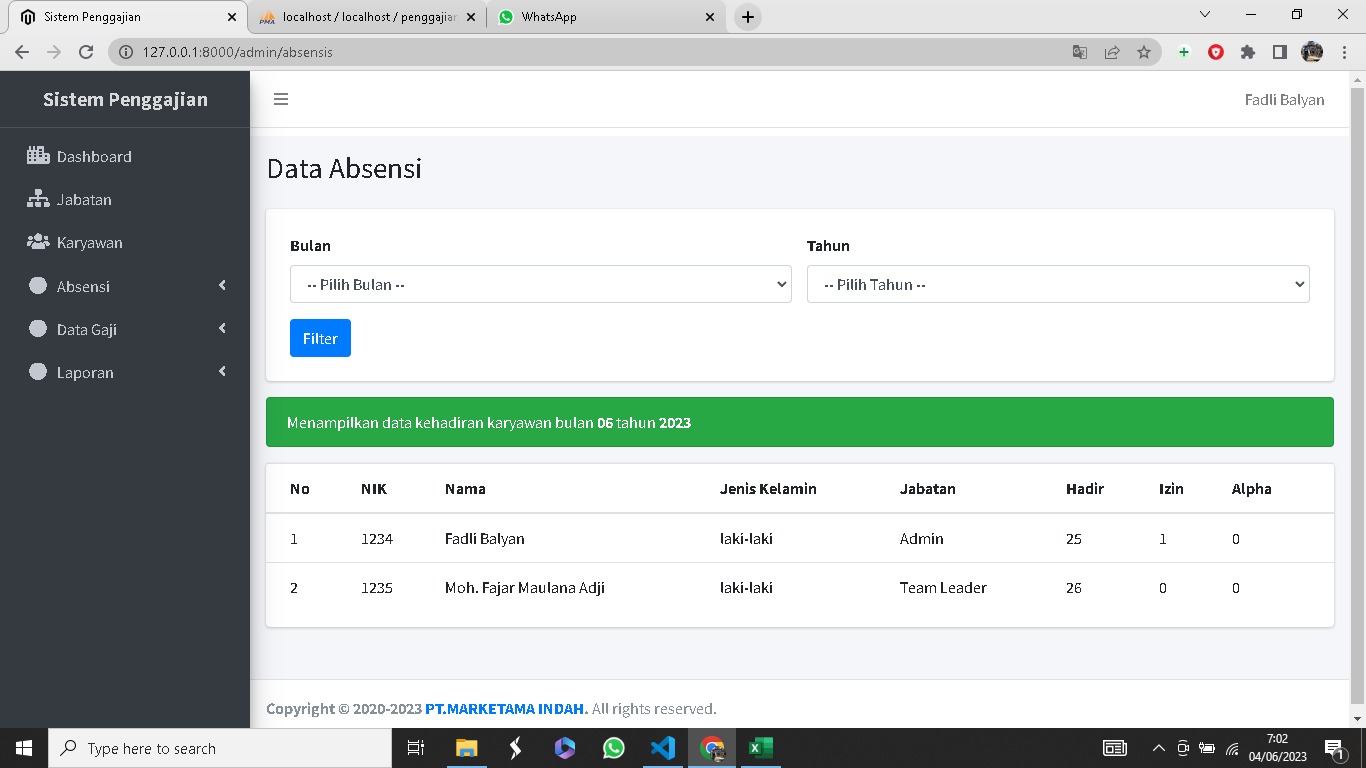 Sistem Penggajian
localhost / localhost / penggajian
WhatsApp
127.0.0.1:8000/admin/absensis
Sistem Penggajian
Fadli Balyan
Dashboard
Jabatan
Karyawan
Absensi
Data Gaji
Laporan
Data Absensi
Bulan Tahun
-- Pilih Bulan -- -- Pilih Tahun --
Filter
Menampilkan data kehadiran karyawan bulan 06 tahun 2023
No NIK Nama Jenis Kelamin Jabatan Hadir Izin Alpha
1 1234 Fadli Balyan laki-laki Admin 25 1 0
2 1235 Moh. Fajar Maulana Adji laki-laki Team Leader 26 0 0
Copyright © 2020-2023 PT.MARKETAMA INDAH. All rights reserved.
Type here to search
7:02
04/06/2023
1